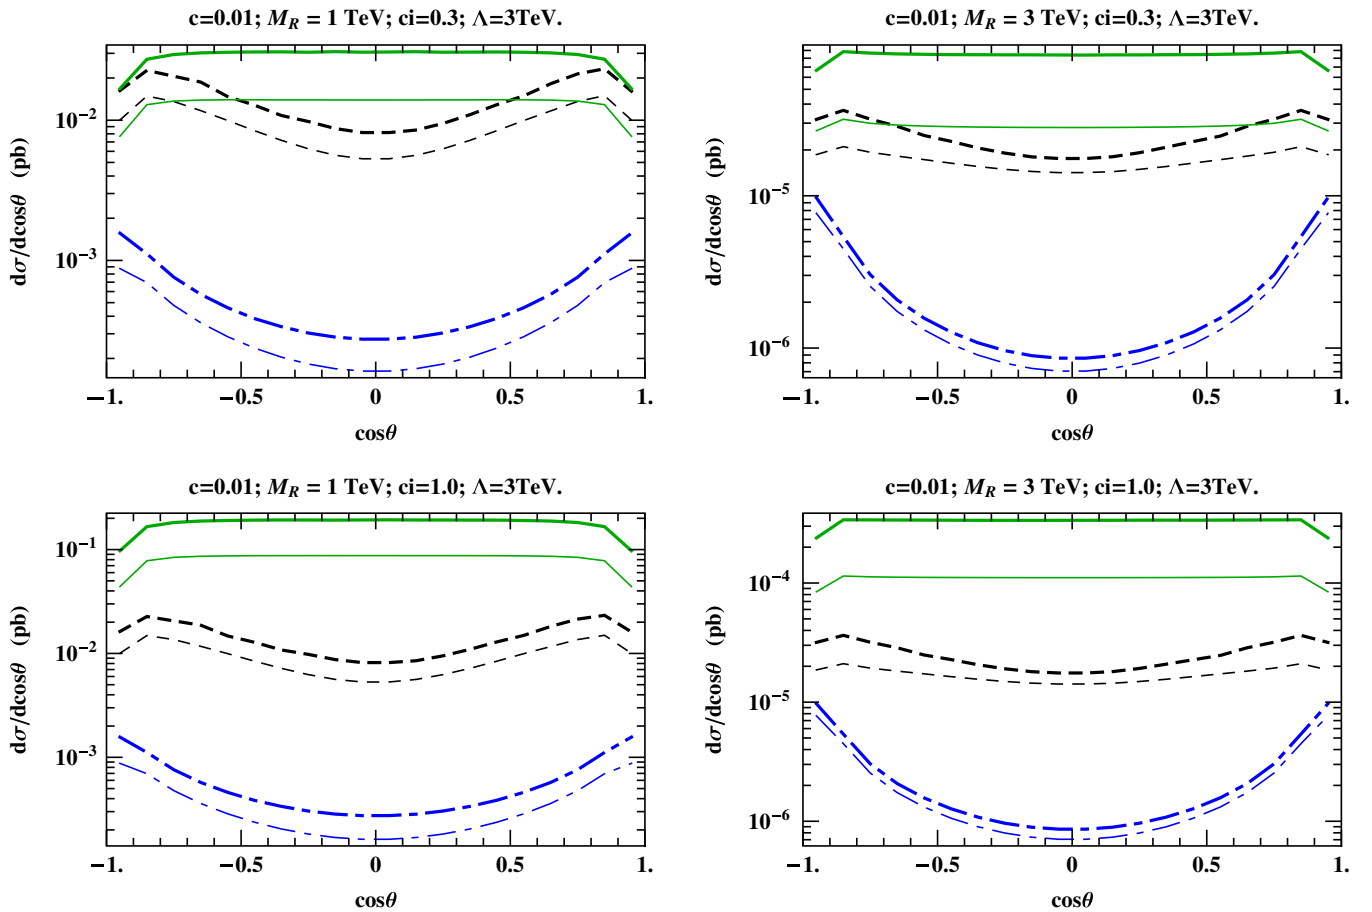 c=0.01; M_R = 1 TeV; ci=0.3; Λ=3TeV.
dσ/dcosθ (pb)
10⁻²
10⁻³
−1. −0.5 0 0.5 1.
cosθ
c=0.01; M_R = 3 TeV; ci=0.3; Λ=3TeV.
dσ/dcosθ (pb)
10⁻⁵
10⁻⁶
−1. −0.5 0 0.5 1.
cosθ
c=0.01; M_R = 1 TeV; ci=1.0; Λ=3TeV.
dσ/dcosθ (pb)
10⁻¹
10⁻²
10⁻³
−1. −0.5 0 0.5 1.
cosθ
c=0.01; M_R = 3 TeV; ci=1.0; Λ=3TeV.
dσ/dcosθ (pb)
10⁻⁴
10⁻⁵
10⁻⁶
−1. −0.5 0 0.5 1.
cosθ